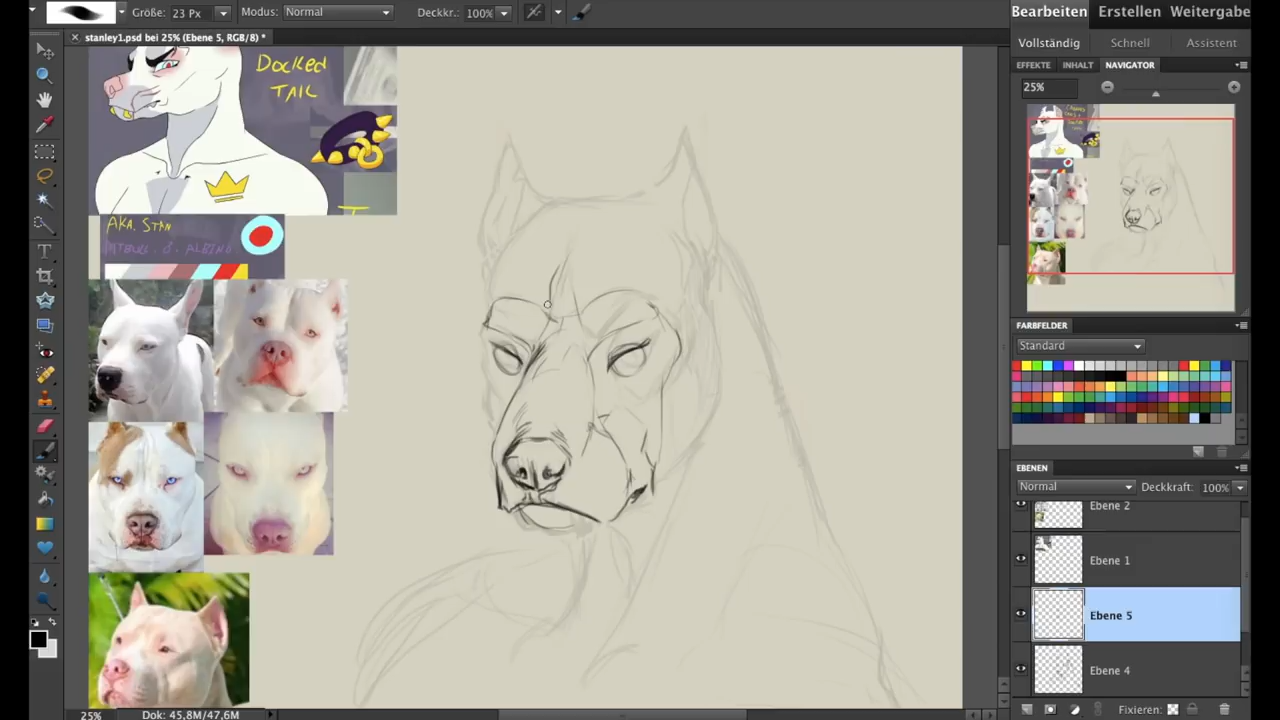 Größe: 23 Px Modus: Normal Deckkr.: 100%
Bearbeiten Erstellen Weitergabe
stanley1.psd bei 25% (Ebene 5, RGB/8) *
Vollständig Schnell Assistent
EFFEKTE INHALT NAVIGATOR
25%
Docked
Tail
AKA. STAN
ALBINO
FARBFELDER
Standard
EBENEN
Normal Deckkraft: 100%
Ebene 2
Ebene 1
Ebene 5
Ebene 4
Fixieren:
25% Dok: 45,8M/47,6M